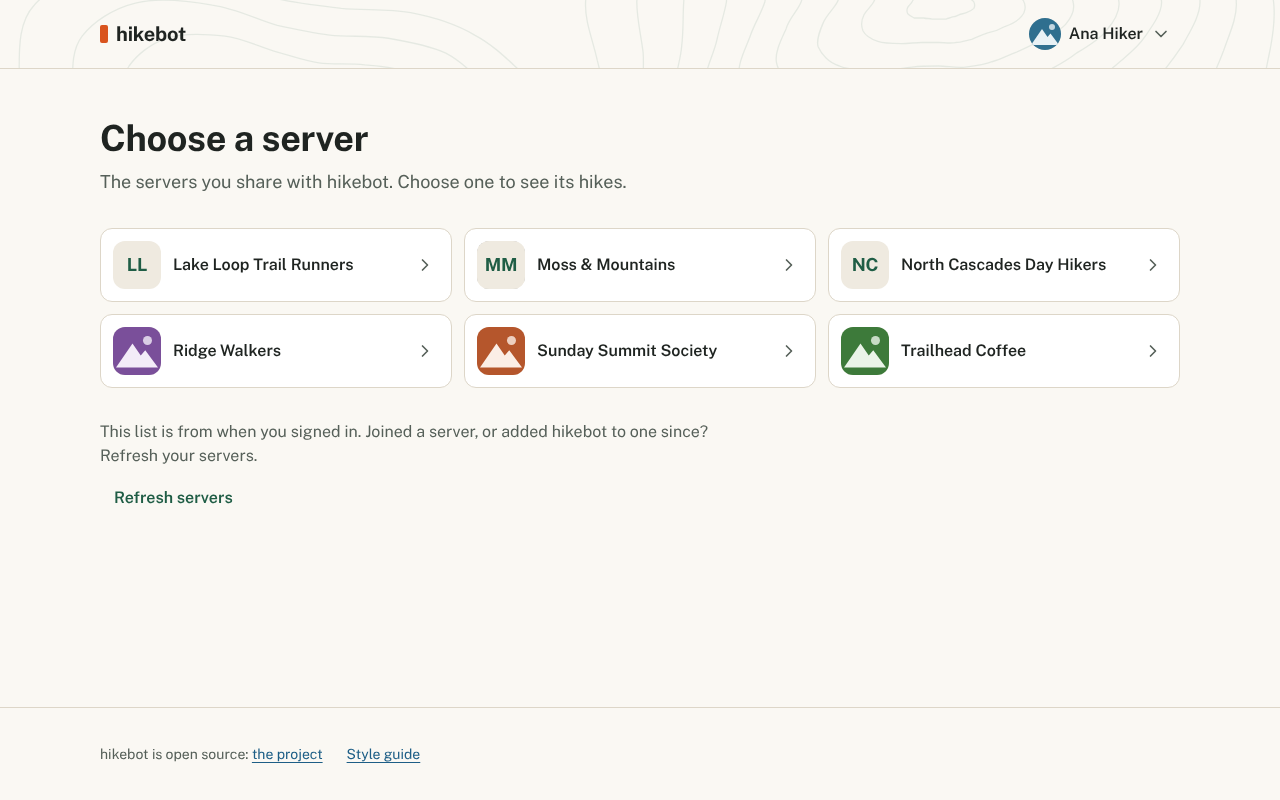 hikebot
Ana Hiker
Choose a server
The servers you share with hikebot. Choose one to see its hikes.
LL Lake Loop Trail Runners
MM Moss & Mountains
NC North Cascades Day Hikers
Ridge Walkers
Sunday Summit Society
Trailhead Coffee
This list is from when you signed in. Joined a server, or added hikebot to one since?
Refresh your servers.
Refresh servers
hikebot is open source: the project Style guide